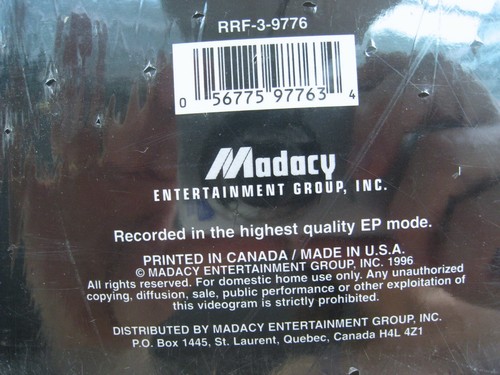 RRF-3-9776
0 56775 97763 4
Madacy
ENTERTAINMENT GROUP, INC.
Recorded in the highest quality EP mode.
PRINTED IN CANADA / MADE IN U.S.A.
© MADACY ENTERTAINMENT GROUP, INC. 1996
All rights reserved. For domestic home use only. Any unauthorized
copying, diffusion, sale, public performance or other exploitation of
this videogram is strictly prohibited.
DISTRIBUTED BY MADACY ENTERTAINMENT GROUP, INC.
P.O. Box 1445, St. Laurent, Quebec, Canada H4L 4Z1